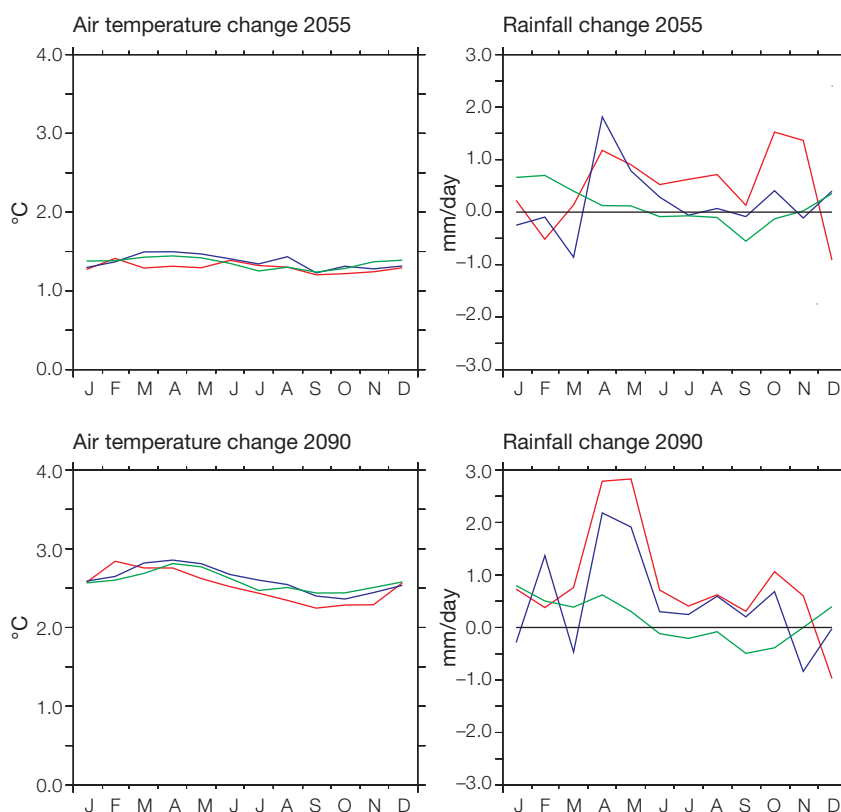 Air temperature change 2055
4.0
3.0
2.0
1.0
0.0
°C
J F M A M J J A S O N D
Rainfall change 2055
3.0
2.0
1.0
0.0
–1.0
–2.0
–3.0
mm/day
J F M A M J J A S O N D
Air temperature change 2090
4.0
3.0
2.0
1.0
0.0
°C
J F M A M J J A S O N D
Rainfall change 2090
3.0
2.0
1.0
0.0
–1.0
–2.0
–3.0
mm/day
J F M A M J J A S O N D